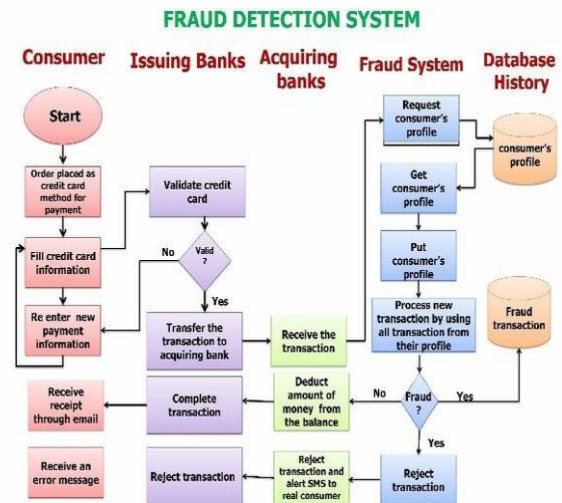 FRAUD DETECTION SYSTEM
Consumer
Issuing Banks
Acquiring
banks
Fraud System
Database
History
Start
Order placed as
credit card
method for
payment
Fill credit card
information
Re enter new
payment
information
Receive
receipt
through email
Receive an
error message
Validate credit
card
Valid
?
No
Yes
Transfer the
transaction to
acquiring bank
Complete
transaction
Reject transaction
Receive the
transaction
Deduct
amount of
money from
the balance
Reject
transaction and
alert SMS to
real consumer
Request
consumer's
profile
Get
consumer's
profile
Put
consumer's
profile
Process new
transaction by using
all transaction from
their profile
No
Fraud
?
Yes
Yes
Reject
transaction
consumer's
profile
Fraud
transaction